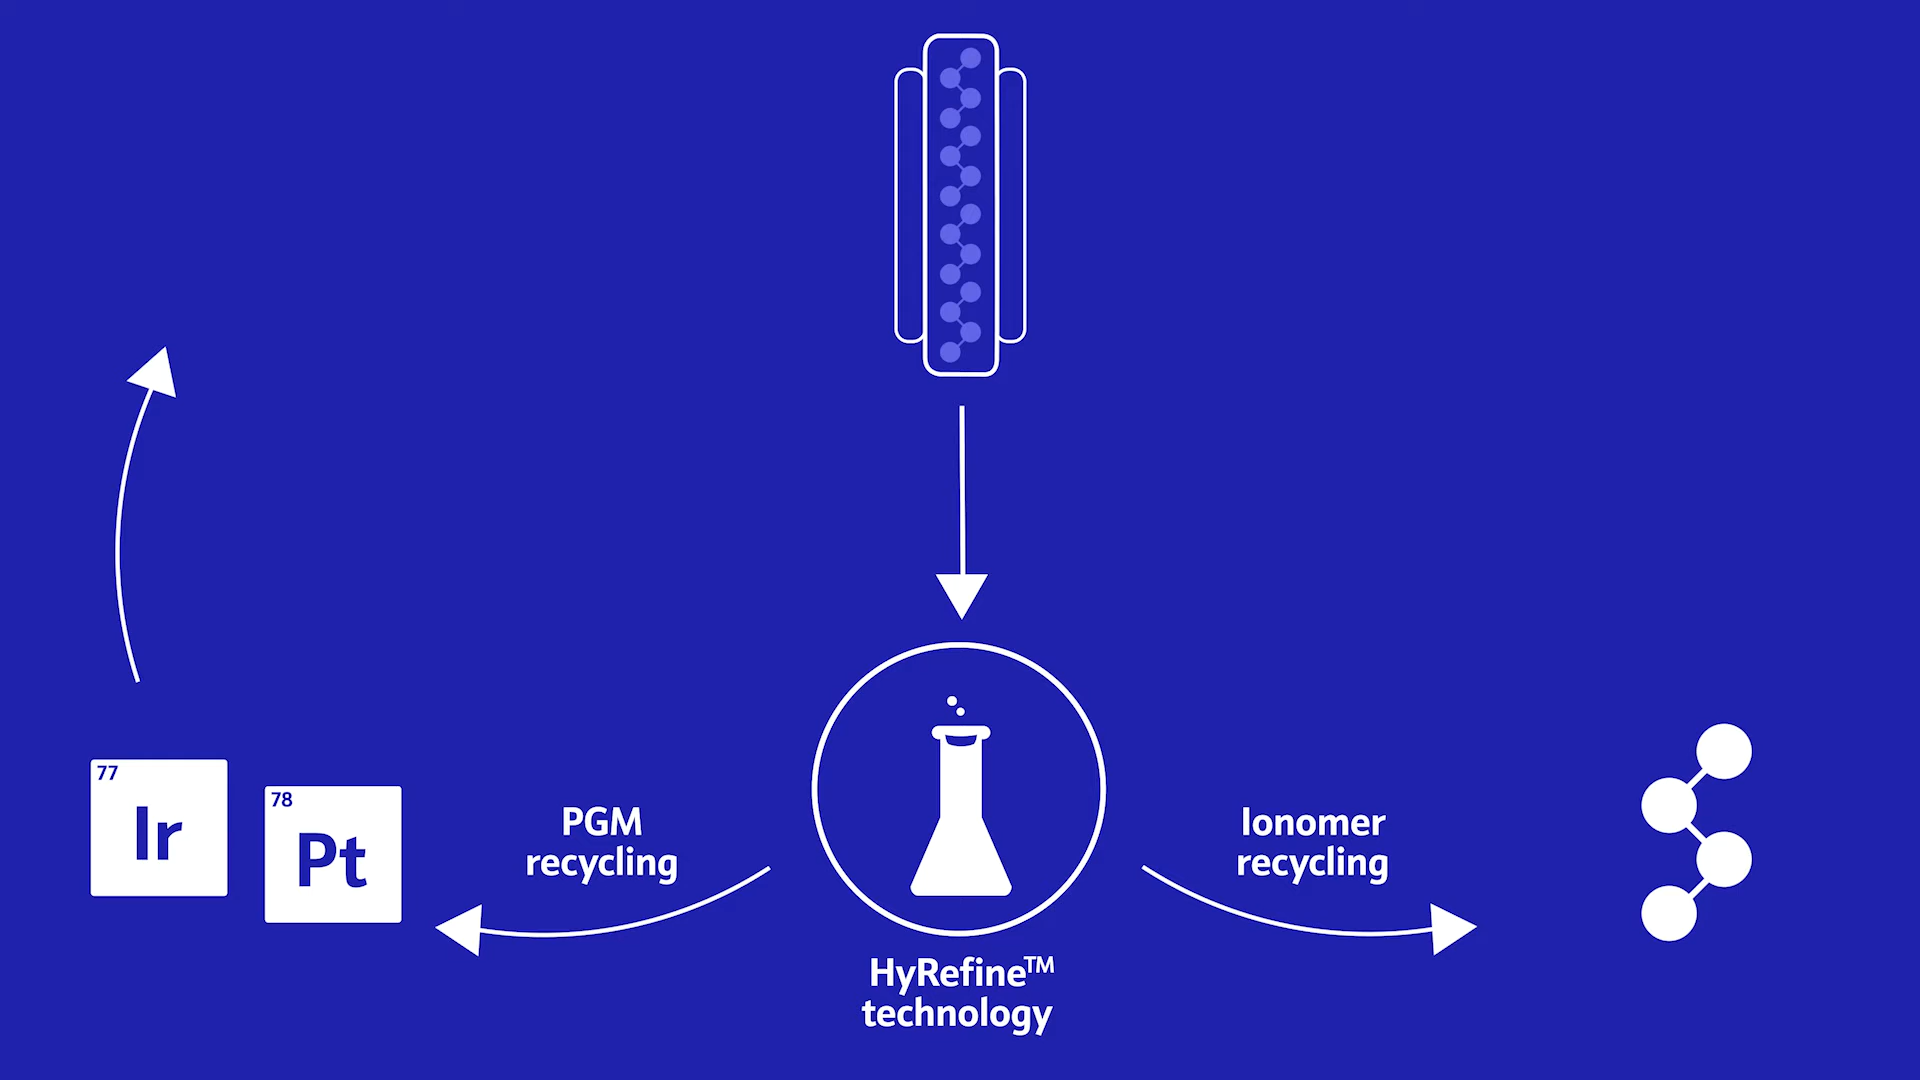 77
Ir
78
Pt
PGM
recycling
Ionomer
recycling
HyRefine™
technology